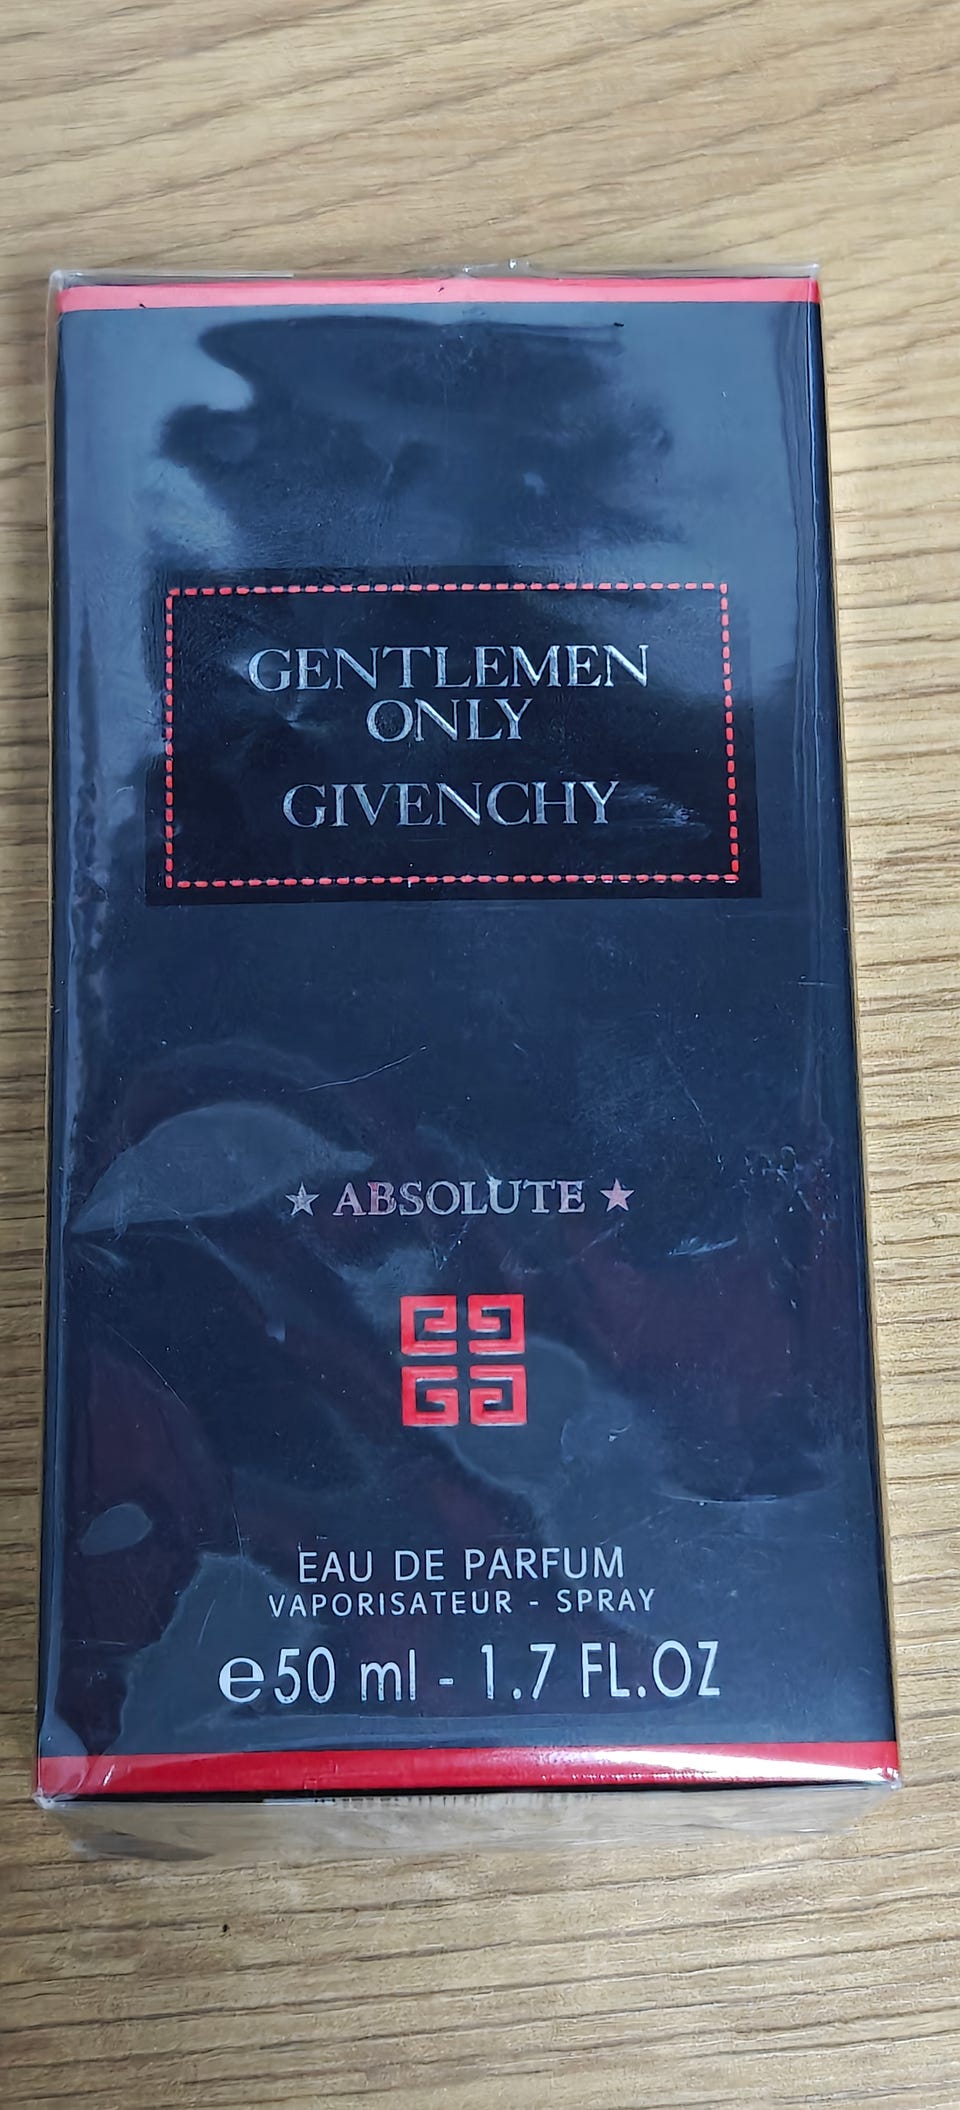 GENTLEMEN
ONLY
GIVENCHY
★ ABSOLUTE ★
EAU DE PARFUM
VAPORISATEUR - SPRAY
℮50 ml - 1.7 FL.OZ